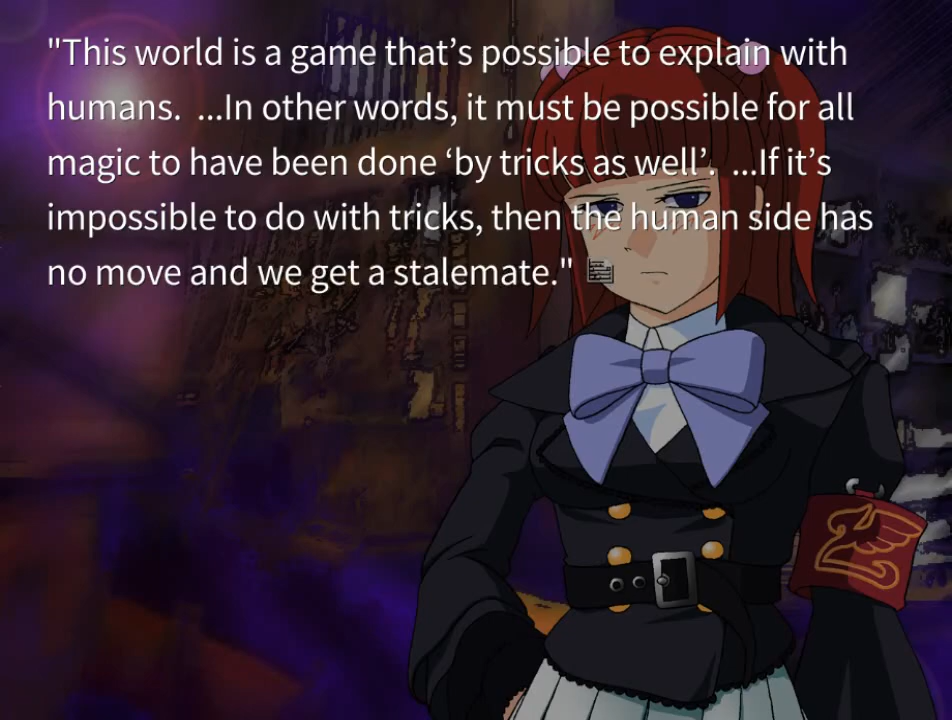 "This world is a game that’s possible to explain with
humans.  ...In other words, it must be possible for all
magic to have been done ‘by tricks as well’.  ...If it’s
impossible to do with tricks, then the human side has
no move and we get a stalemate."